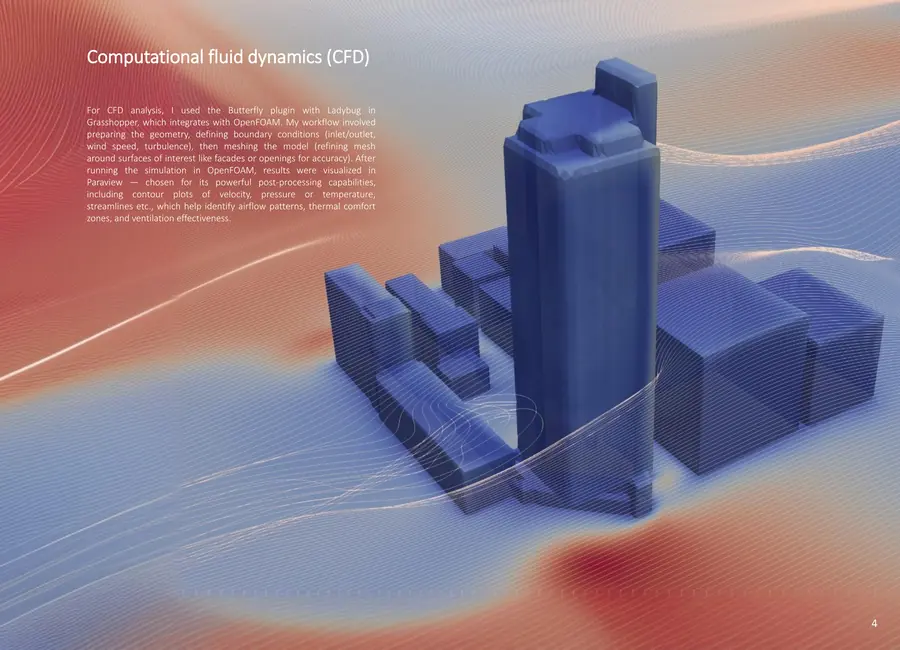 Computational fluid dynamics (CFD)
For CFD analysis, I used the Butterfly plugin with Ladybug in
Grasshopper, which integrates with OpenFOAM. My workflow involved
preparing the geometry, defining boundary conditions (inlet/outlet,
wind speed, turbulence), then meshing the model (refining mesh
around surfaces of interest like facades or openings for accuracy). After
running the simulation in OpenFOAM, results were visualized in
Paraview — chosen for its powerful post-processing capabilities,
including contour plots of velocity, pressure or temperature,
streamlines etc., which help identify airflow patterns, thermal comfort
zones, and ventilation effectiveness.
4